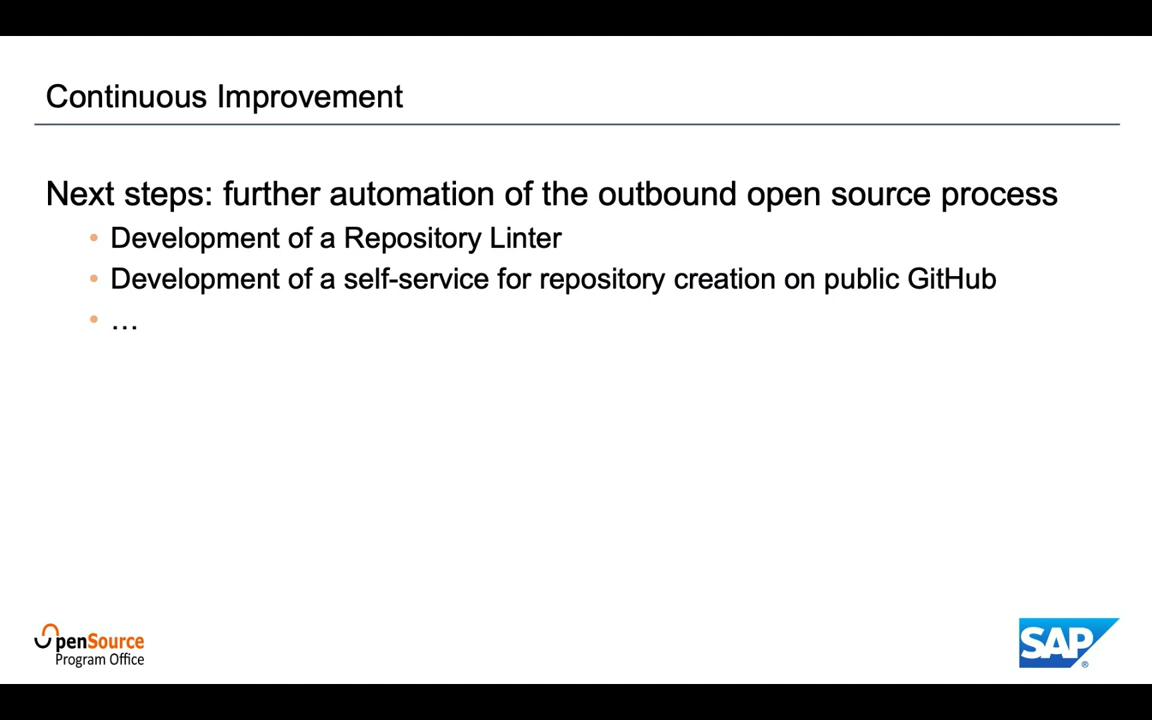 Continuous Improvement
Next steps: further automation of the outbound open source process
• Development of a Repository Linter
• Development of a self-service for repository creation on public GitHub
• …
OpenSource
Program Office
SAP®